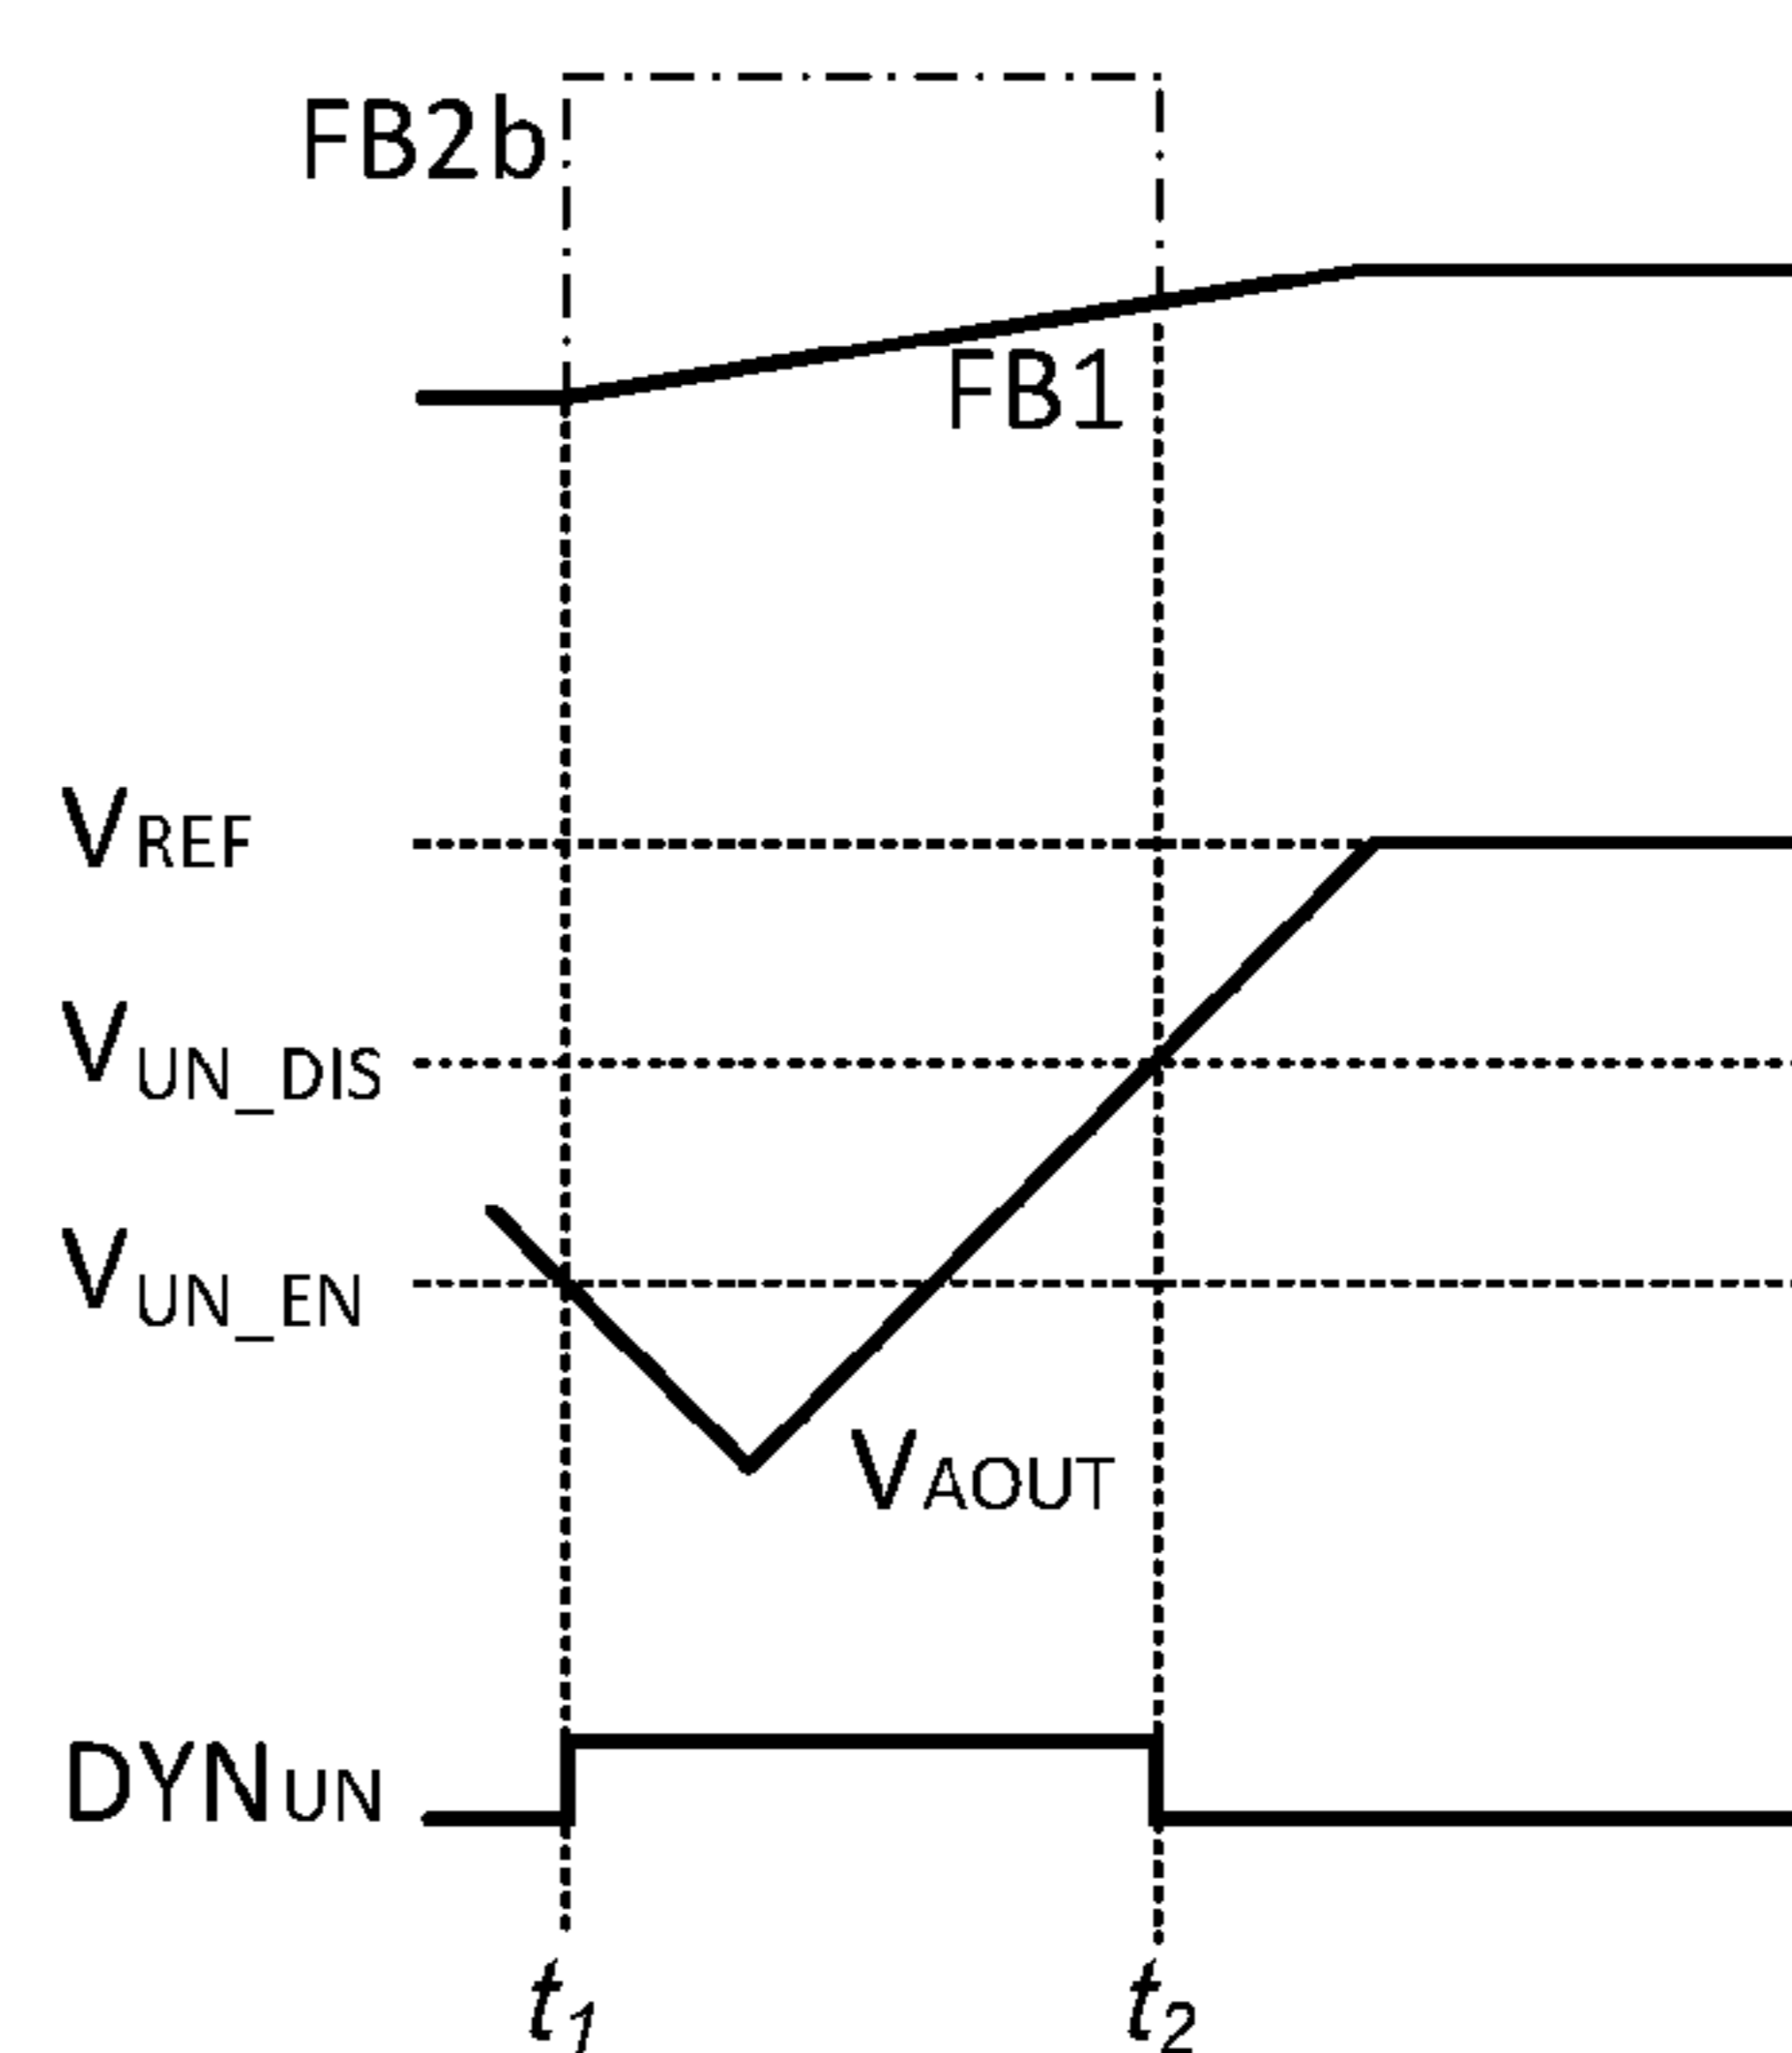 FB2b
FB1
VREF
VUN_DIS
VUN_EN
VAOUT
DYNUN
t1
t2